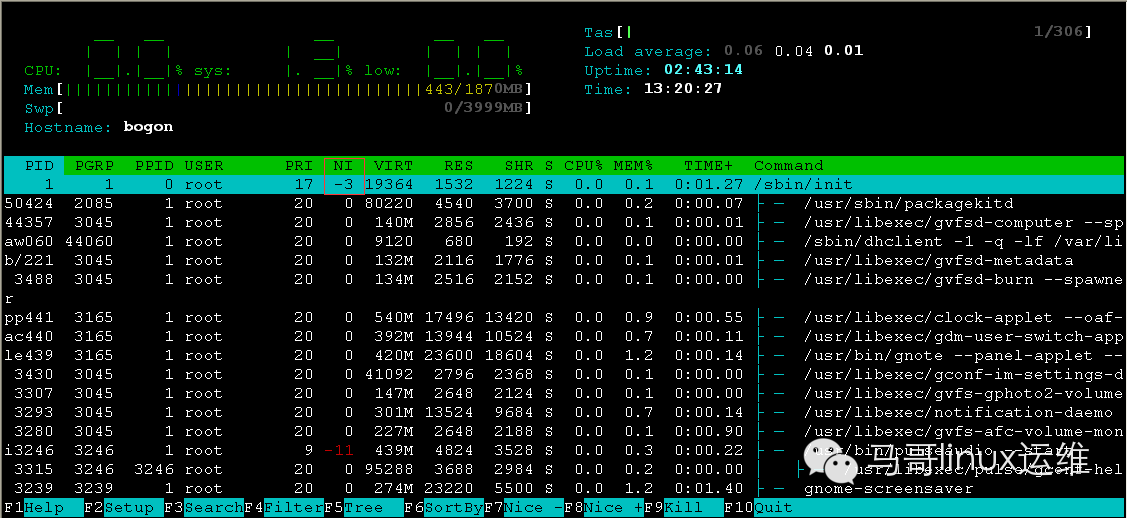 Tas[| 1/306]
Load average: 0.06 0.04 0.01
CPU: 0.0% sys: .3% low: 0.0% Uptime: 02:43:14
Mem[||||||||||||||||||||||||||||||||||||443/1870MB] Time: 13:20:27
Swp[ 0/3999MB]
Hostname: bogon
PID PGRP PPID USER PRI NI VIRT RES SHR S CPU% MEM% TIME+ Command
1 1 0 root 17 -3 19364 1532 1224 S 0.0 0.1 0:01.27 /sbin/init
50424 2085 1 root 20 0 80220 4540 3700 S 0.0 0.2 0:00.07 ├─ /usr/sbin/packagekitd
44357 3045 1 root 20 0 140M 2856 2436 S 0.0 0.1 0:00.01 ├─ /usr/libexec/gvfsd-computer --sp
aw060 44060 1 root 20 0 9120 680 192 S 0.0 0.0 0:00.00 ├─ /sbin/dhclient -1 -q -lf /var/li
b/221 3045 1 root 20 0 132M 2116 1776 S 0.0 0.1 0:00.01 ├─ /usr/libexec/gvfsd-metadata
3488 3045 1 root 20 0 134M 2516 2152 S 0.0 0.1 0:00.03 ├─ /usr/libexec/gvfsd-burn --spawne
r
pp441 3165 1 root 20 0 540M 17496 13420 S 0.0 0.9 0:00.55 ├─ /usr/libexec/clock-applet --oaf-
ac440 3165 1 root 20 0 392M 13944 10524 S 0.0 0.7 0:00.11 ├─ /usr/libexec/gdm-user-switch-app
le439 3165 1 root 20 0 420M 23600 18604 S 0.0 1.2 0:00.14 ├─ /usr/bin/gnote --panel-applet --
3430 3045 1 root 20 0 41092 2796 2368 S 0.0 0.1 0:00.00 ├─ /usr/libexec/gconf-im-settings-d
3307 3045 1 root 20 0 147M 2648 2124 S 0.0 0.1 0:00.00 ├─ /usr/libexec/gvfs-gphoto2-volume
3293 3045 1 root 20 0 301M 13524 9684 S 0.0 0.7 0:00.14 ├─ /usr/libexec/notification-daemo
3280 3045 1 root 20 0 227M 2648 2188 S 0.0 0.1 0:00.90 ├─ /usr/libexec/gvfs-afc-volume-mon
i3246 3246 1 root 9 -11 439M 4824 3528 S 0.0 0.3 0:00.22 ├─ /usr/bin/pulseaudio
3315 3246 3246 root 20 0 95288 3688 2984 S 0.0 0.2 0:00.00 │ ├ /usr/libexec/pulse/gconf-hel
3239 3239 1 root 20 0 274M 23220 5500 S 0.0 1.2 0:01.40 ├─ gnome-screensaver
马哥linux运维
F1Help F2Setup F3SearchF4FilterF5Tree F6SortByF7Nice -F8Nice +F9Kill F10Quit